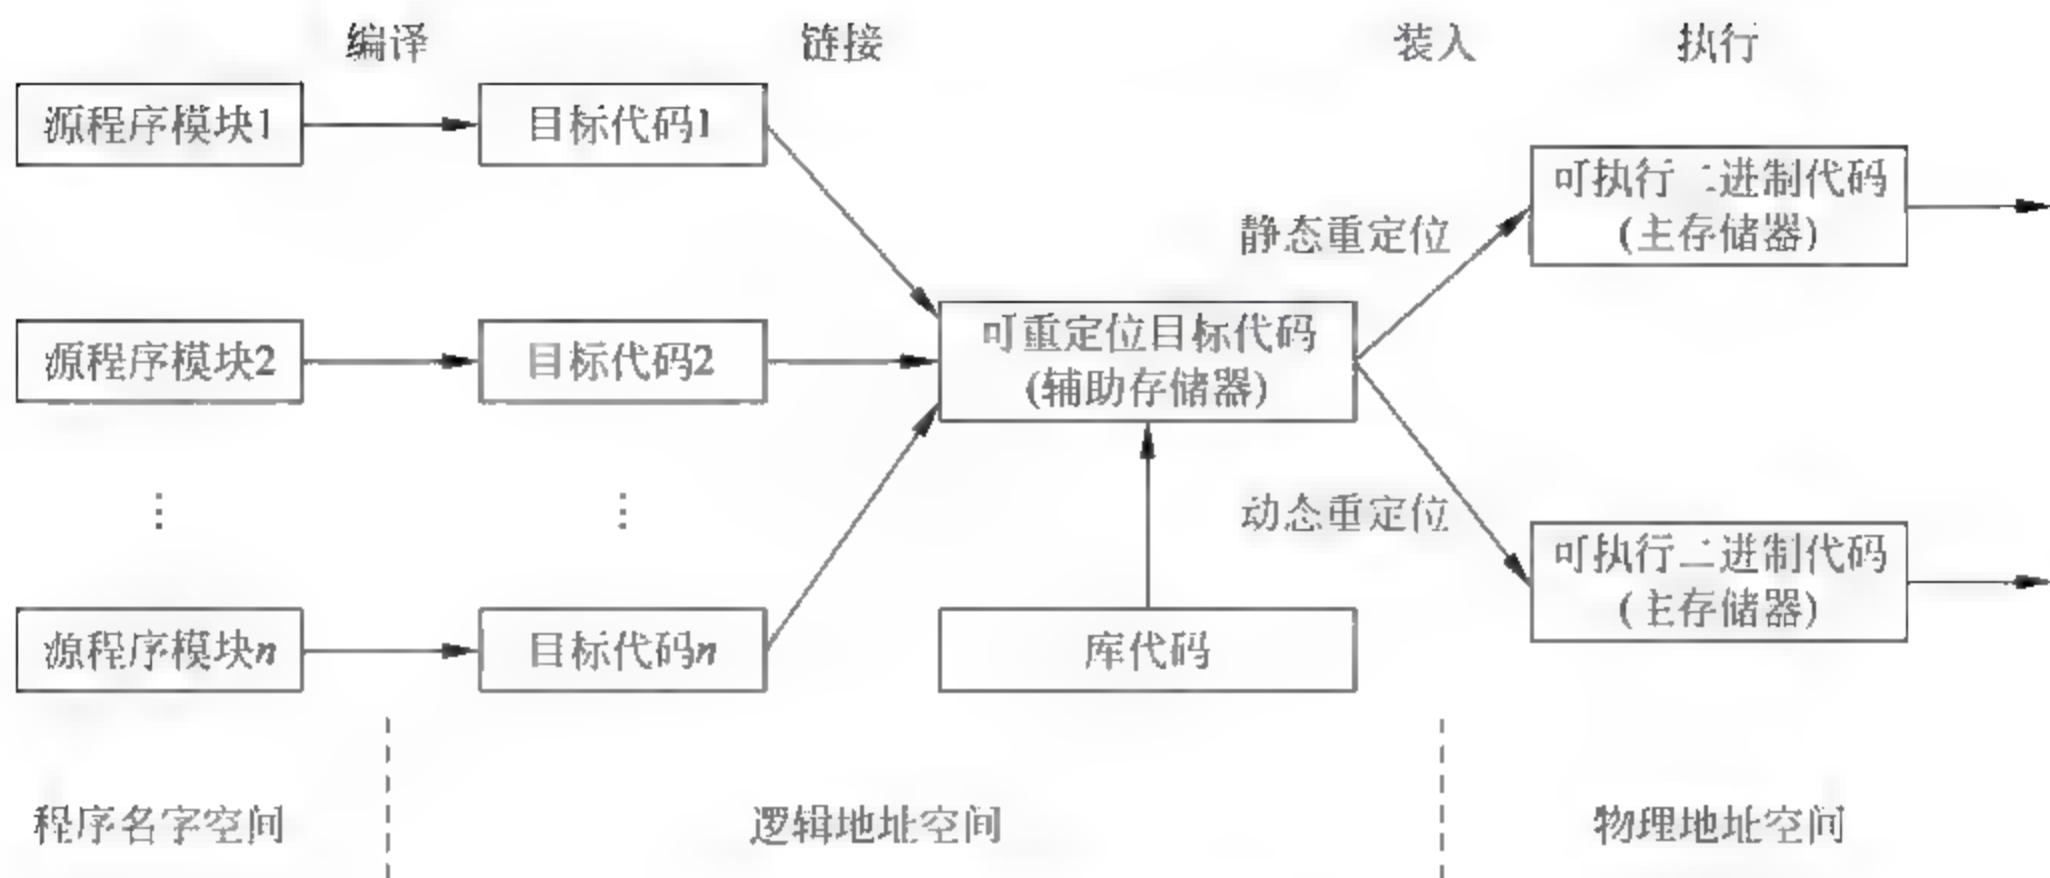 编译
链接
装入
执行
源程序模块1
目标代码1
可执行二进制代码
(主存储器)
静态重定位
源程序模块2
目标代码2
可重定位目标代码
(辅助存储器)
动态重定位
可执行二进制代码
(主存储器)
源程序模块n
目标代码n
库代码
程序名字空间
逻辑地址空间
物理地址空间